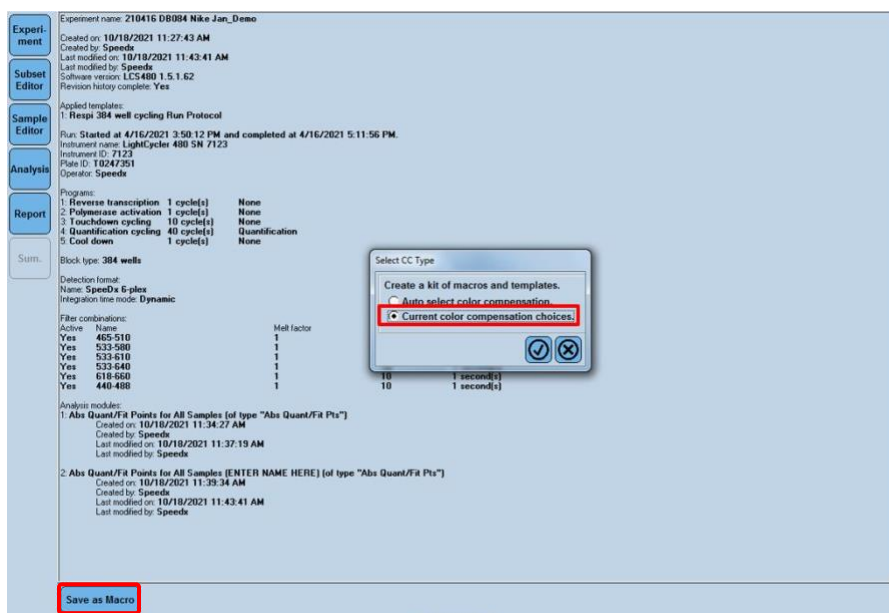 Experi-
ment
Subset
Editor
Sample
Editor
Analysis
Report
Sum.
Experiment name: 210416 DB084 Nike Jan_Demo
Created on: 10/18/2021 11:27:43 AM
Created by: Speedx
Last modified on: 10/18/2021 11:43:41 AM
Last modified by: Speedx
Software version: LCS480 1.5.1.62
Revision history complete: Yes
Applied templates:
1: Respi 384 well cycling Run Protocol
Run: Started at 4/16/2021 3:50:12 PM and completed at 4/16/2021 5:11:56 PM.
Instrument name: LightCycler 480 SN 7123
Instrument ID: 7123
Plate ID: T0247351
Operator: Speedx
Programs:
1: Reverse transcription 1 cycle(s) None
2: Polymerase activation 1 cycle(s) None
3: Touchdown cycling 10 cycle(s) None
4: Quantification cycling 40 cycle(s) Quantification
5: Cool down 1 cycle(s) None
Block type: 384 wells
Detection format:
Name: SpeeDx 6-plex
Integration time mode: Dynamic
Filter combinations:
Active Name Melt factor
Yes 465-510 1
Yes 533-580 1
Yes 533-610 1
Yes 533-640 1
Yes 618-660 1 10 1 second(s)
Yes 440-488 1 10 1 second(s)
Analysis modules:
1: Abs Quant/Fit Points for All Samples (of type "Abs Quant/Fit Pts")
Created on: 10/18/2021 11:34:27 AM
Created by: Speedx
Last modified on: 10/18/2021 11:37:19 AM
Last modified by: Speedx
2: Abs Quant/Fit Points for All Samples (ENTER NAME HERE) (of type "Abs Quant/Fit Pts")
Created on: 10/18/2021 11:39:34 AM
Created by: Speedx
Last modified on: 10/18/2021 11:43:41 AM
Last modified by: Speedx
Select CC Type
Create a kit of macros and templates.
Auto select color compensation.
Current color compensation choices.
Save as Macro